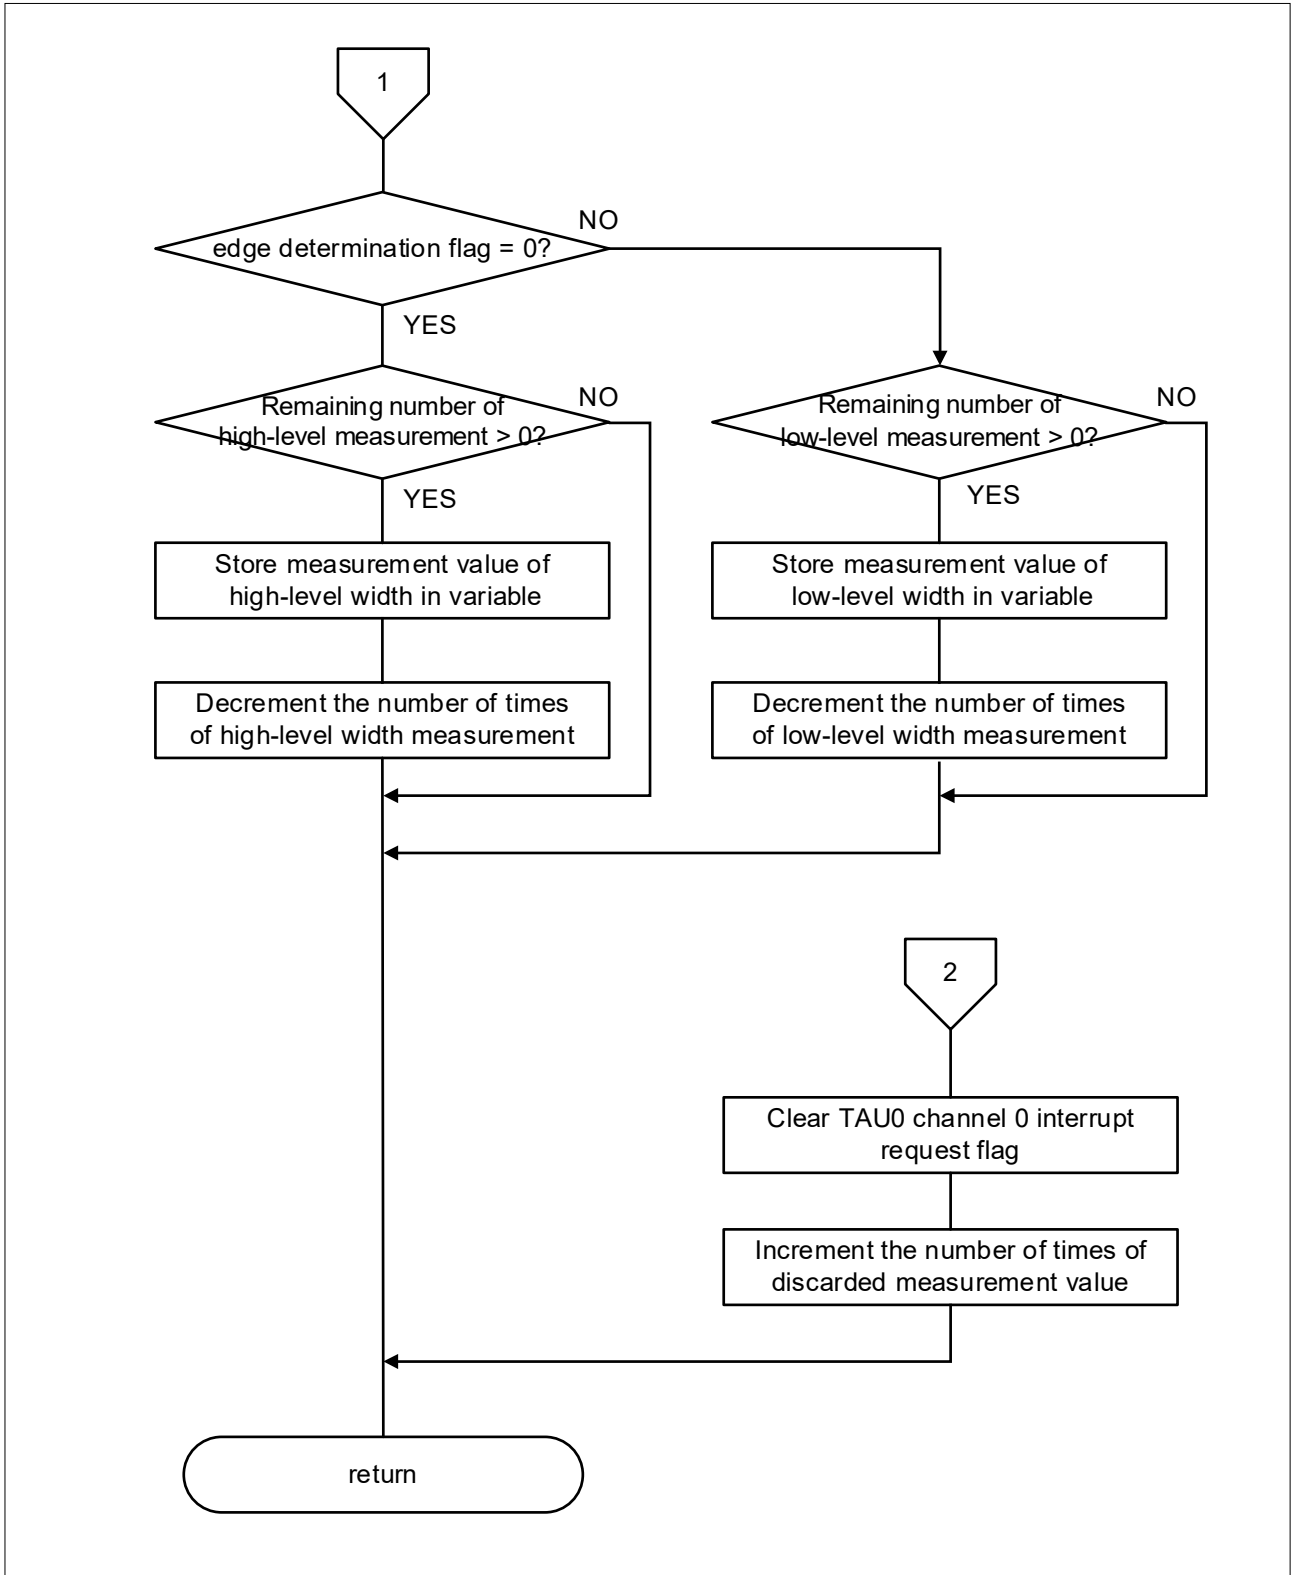 1
NO
edge determination flag = 0?
YES
NO
Remaining number of
high-level measurement > 0?
YES
NO
Remaining number of
low-level measurement > 0?
YES
Store measurement value of
high-level width in variable
Store measurement value of
low-level width in variable
Decrement the number of times
of high-level width measurement
Decrement the number of times
of low-level width measurement
2
Clear TAU0 channel 0 interrupt
request flag
Increment the number of times of
discarded measurement value
return